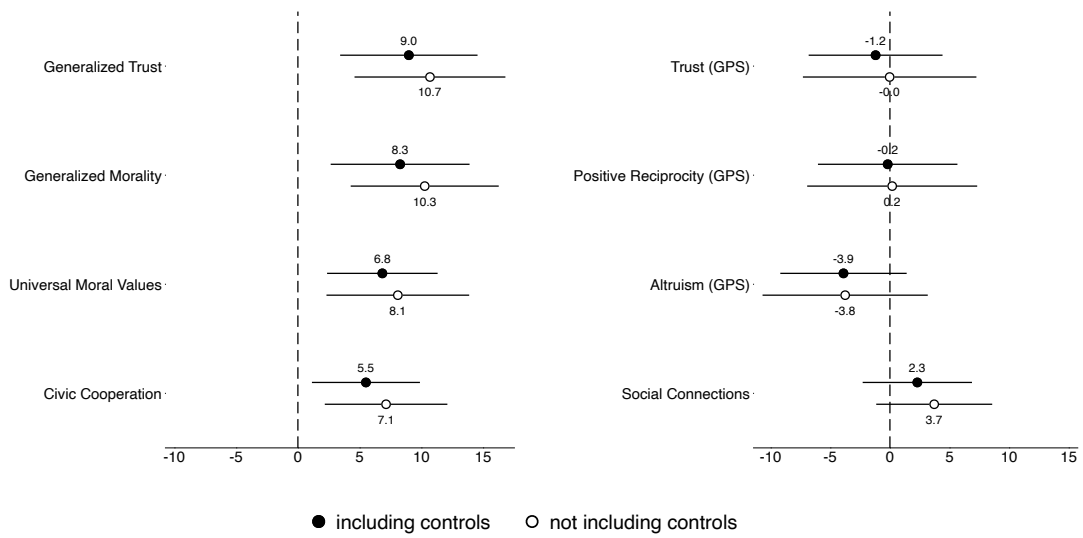 9.0
Generalized Trust
10.7
8.3
Generalized Morality
10.3
6.8
Universal Moral Values
8.1
5.5
Civic Cooperation
7.1
-10 -5 0 5 10 15
-1.2
Trust (GPS)
-0.0
-0.2
Positive Reciprocity (GPS)
0.2
-3.9
Altruism (GPS)
-3.8
2.3
Social Connections
3.7
-10 -5 0 5 10 15
including controls not including controls